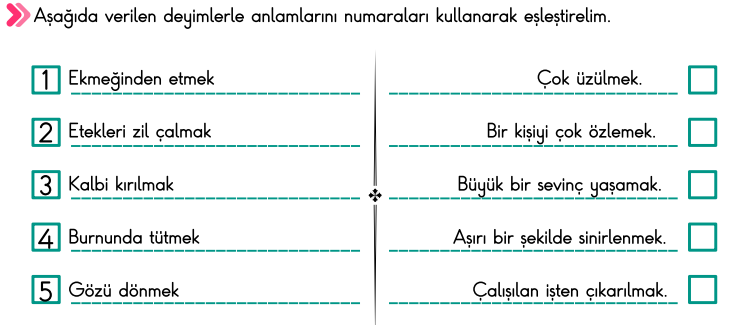 Aşağıda verilen deyimlerle anlamlarını numaraları kullanarak eşleştirelim.
1 Ekmeğinden etmek
Çok üzülmek.
2 Etekleri zil çalmak
Bir kişiyi çok özlemek.
3 Kalbi kırılmak
Büyük bir sevinç yaşamak.
4 Burnunda tütmek
Aşırı bir şekilde sinirlenmek.
5 Gözü dönmek
Çalışılan işten çıkarılmak.